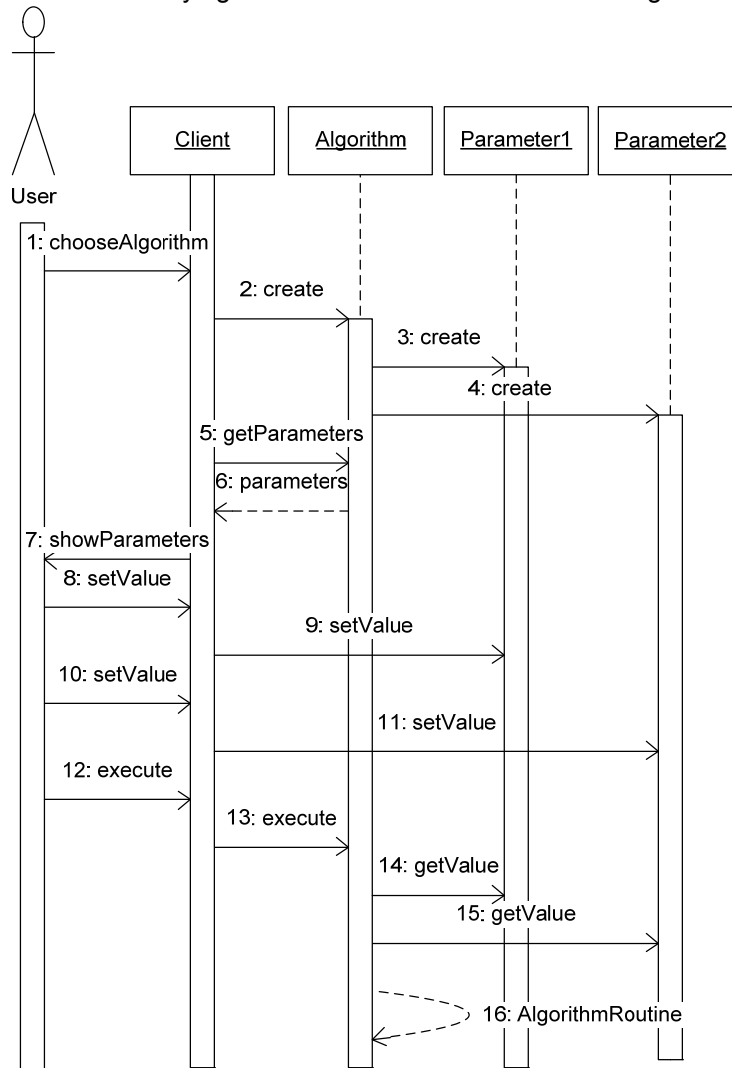 Client
Algorithm
Parameter1
Parameter2
User
1: chooseAlgorithm
2: create
3: create
4: create
5: getParameters
6: parameters
7: showParameters
8: setValue
9: setValue
10: setValue
11: setValue
12: execute
13: execute
14: getValue
15: getValue
16: AlgorithmRoutine